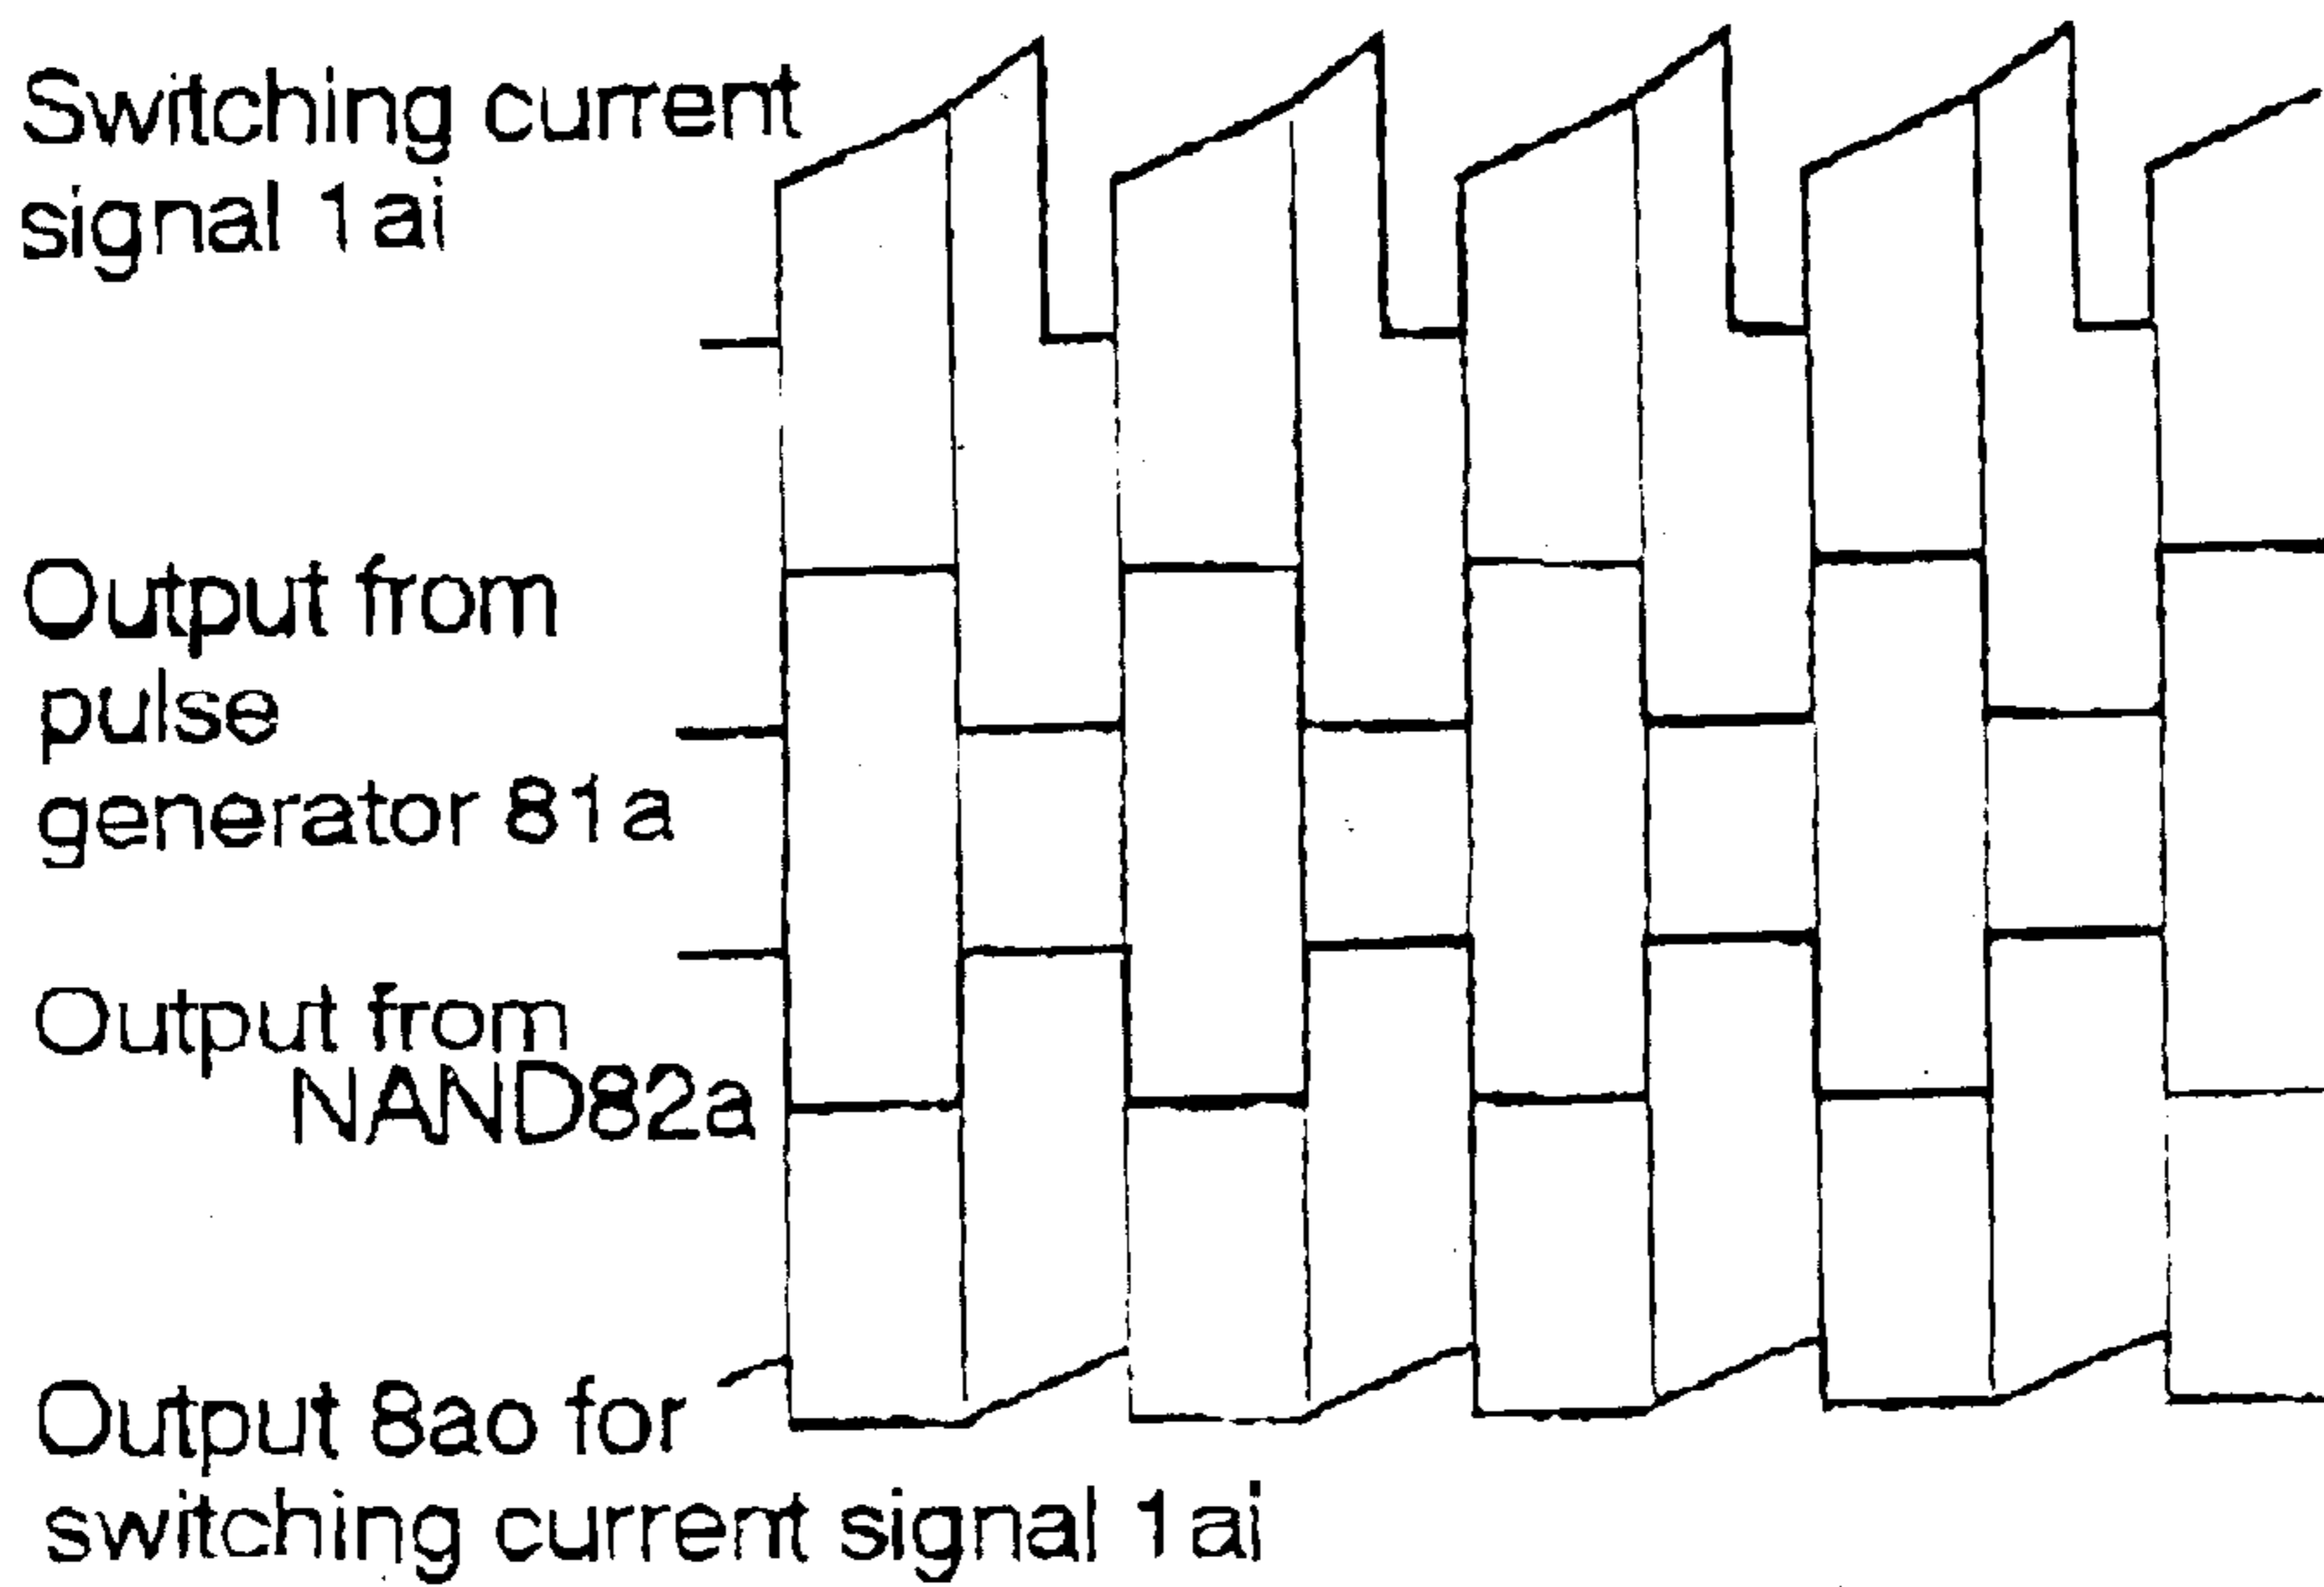 Switching current
signal 1ai
Output from
pulse
generator 81a
Output from
NAND82a
Output 8ao for
switching current signal 1ai